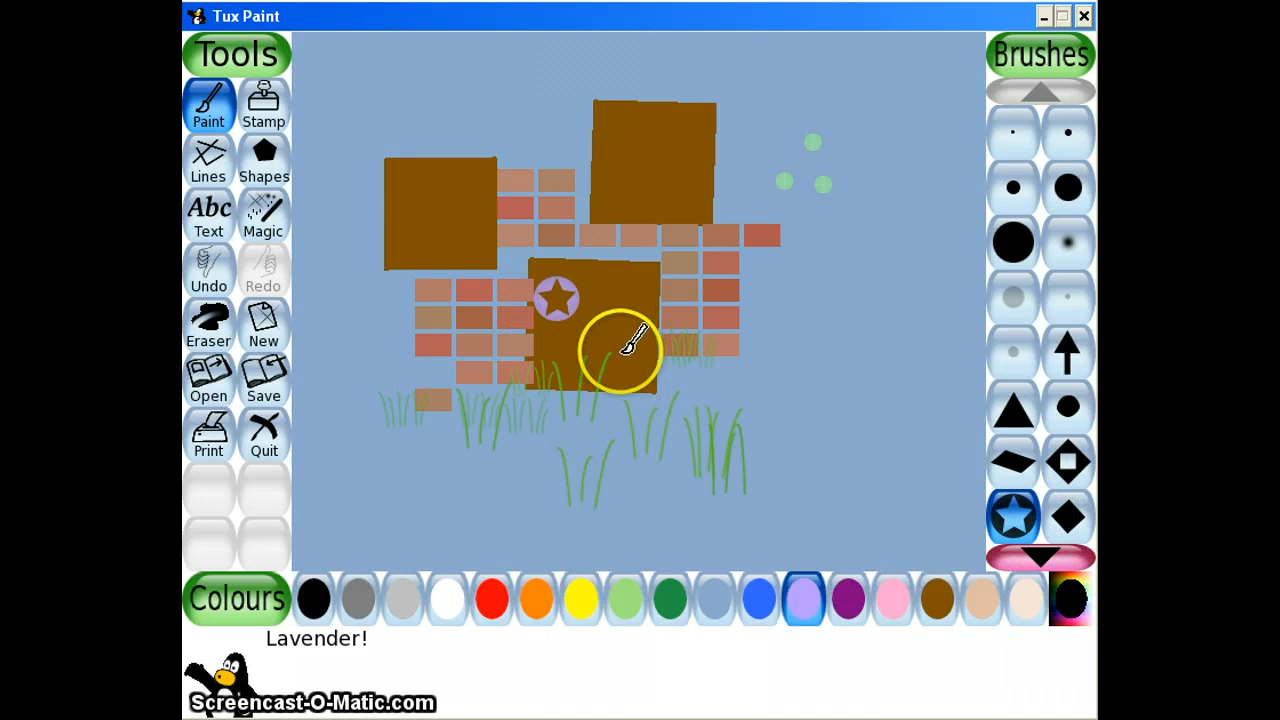 Tux Paint
Tools
Brushes
Paint
Stamp
Lines
Shapes
Abc
Text
Magic
Undo
Redo
Eraser
New
Open
Save
Print
Quit
Colours
Lavender!
Screencast-O-Matic.com